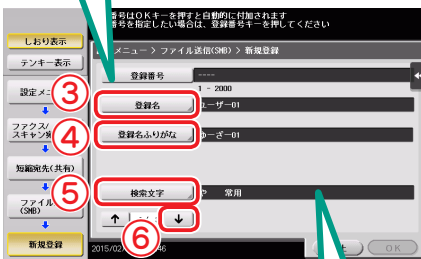 番号はOKキーを押すと自動的に付加されます
番号を指定したい場合は、登録番号キーを押してください
しおり表示
テンキー表示
設定メニ
ファクス/
スキャン宛
短縮宛先(共有)
ファイル
(SMB)
新規登録
メニュー > ファイル送信(SMB) > 新規登録
登録番号
----
1 - 2000
③
登録名
ユーザー01
④
登録名ふりがな
ゆーざー01
⑤
検索文字
や 常用
↑ ↓
⑥
2015/02
46
OK